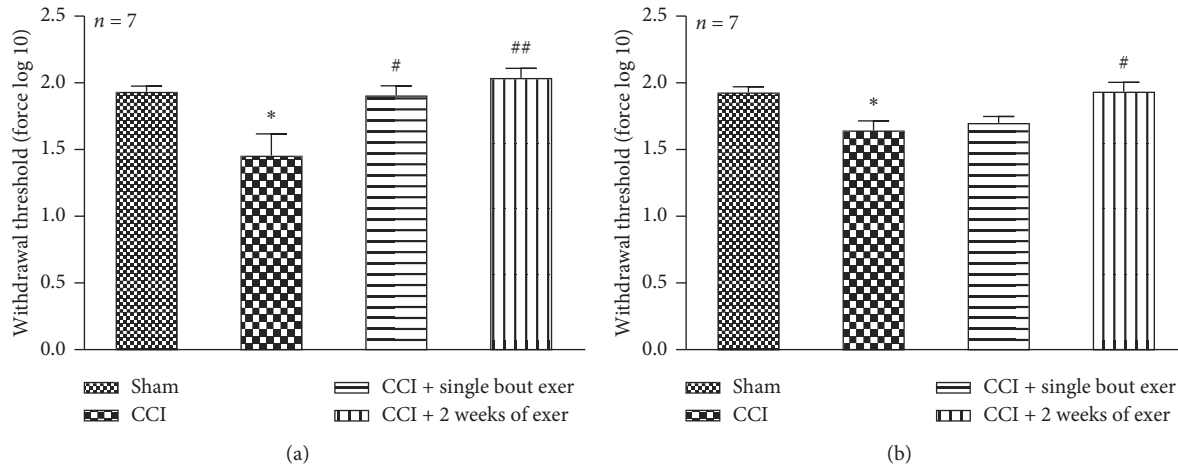 Withdrawal threshold (force log 10)
2.5
2.0
1.5
1.0
0.5
0.0
n = 7
*
#
##
Sham
CCI
CCI + single bout exer
CCI + 2 weeks of exer
(a)
Withdrawal threshold (force log 10)
2.5
2.0
1.5
1.0
0.5
0.0
n = 7
*
#
Sham
CCI
CCI + single bout exer
CCI + 2 weeks of exer
(b)